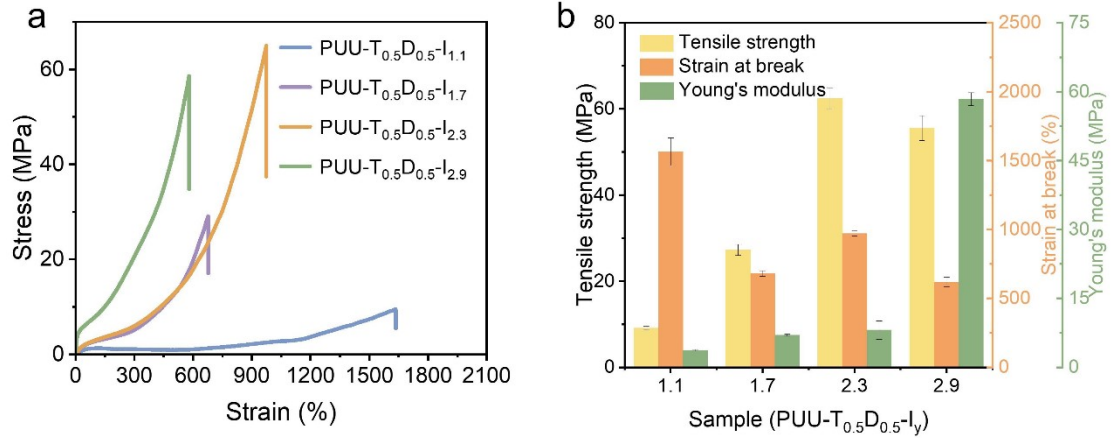 a
Stress (MPa)
60
40
20
0
0 300 600 900 1200 1500 1800 2100
Strain (%)
PUU-T0.5D0.5-I1.1
PUU-T0.5D0.5-I1.7
PUU-T0.5D0.5-I2.3
PUU-T0.5D0.5-I2.9
b
Tensile strength (MPa)
80
60
40
20
0
Tensile strength
Strain at break
Young's modulus
1.1 1.7 2.3 2.9
Sample (PUU-T0.5D0.5-Iy)
2500
2000
1500
1000
500
0
Strain at break (%)
75
60
45
30
15
0
Young's modulus (MPa)